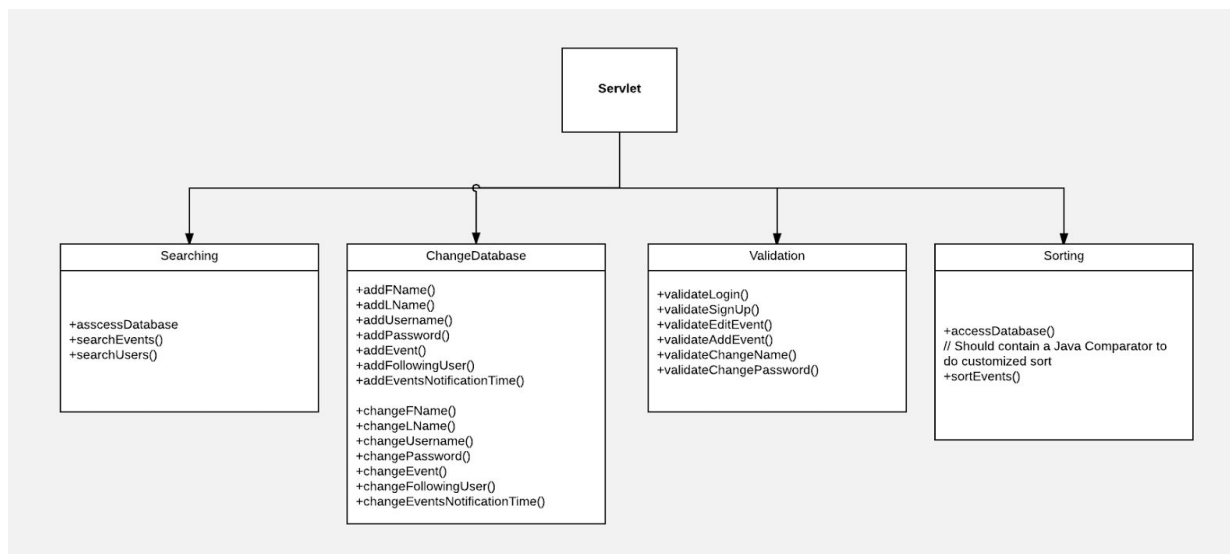 Servlet
Searching
+asscessDatabase
+searchEvents()
+searchUsers()
ChangeDatabase
+addFName()
+addLName()
+addUsername()
+addPassword()
+addEvent()
+addFollowingUser()
+addEventsNotificationTime()
+changeFName()
+changeLName()
+changeUsername()
+changePassword()
+changeEvent()
+changeFollowingUser()
+changeEventsNotificationTime()
Validation
+validateLogin()
+validateSignUp()
+validateEditEvent()
+validateAddEvent()
+validateChangeName()
+validateChangePassword()
Sorting
+accessDatabase()
// Should contain a Java Comparator to
do customized sort
+sortEvents()